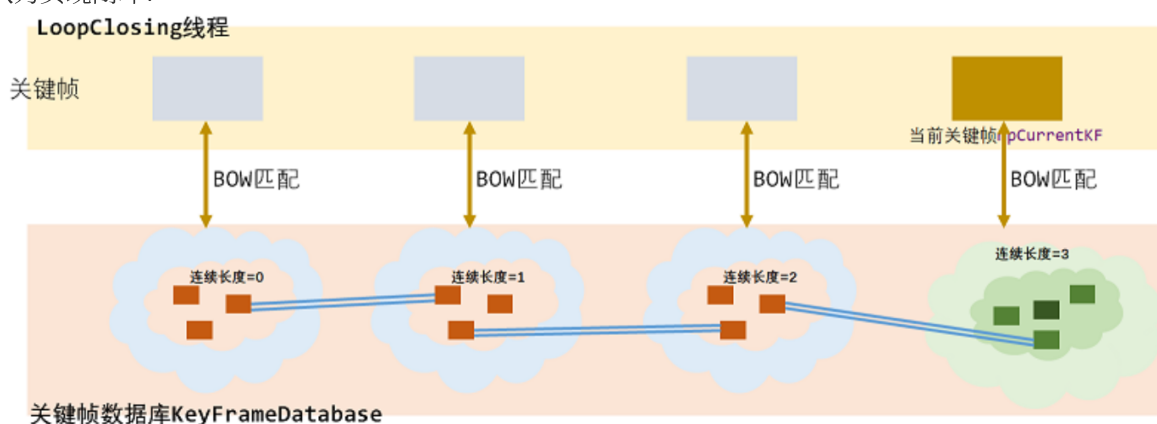 LoopClosing线程
关键帧
当前关键帧mpCurrentKF
BOW匹配 BOW匹配 BOW匹配 BOW匹配
连续长度=0 连续长度=1 连续长度=2 连续长度=3
关键帧数据库KeyFrameDatabase